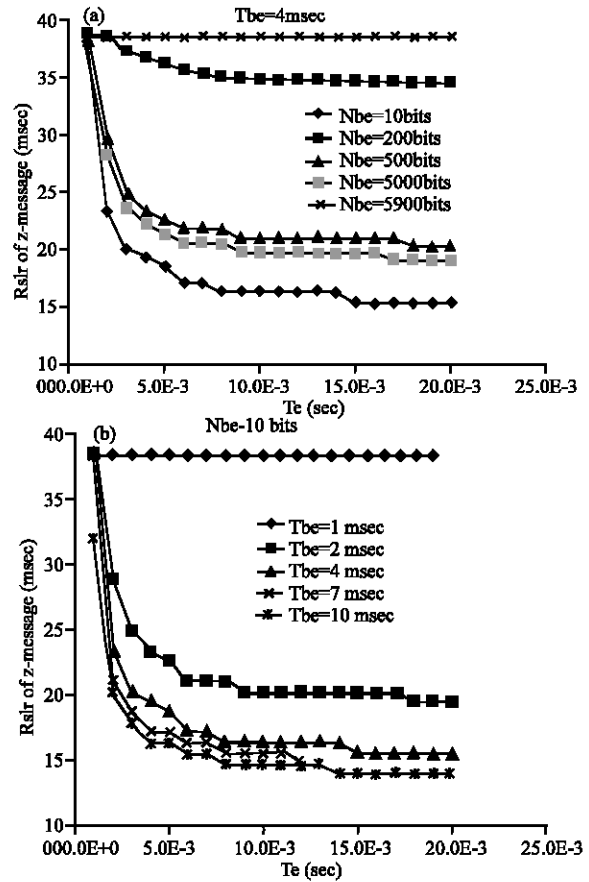 (a) Tbe=4msec
40
35
30
25
20
15
10
Rslr of z-message (msec)
Nbe=10bits
Nbe=200bits
Nbe=500bits
Nbe=5000bits
Nbe=5900bits
000.0E+0 5.0E-3 10.0E-3 15.0E-3 20.0E-3 25.0E-3
Te (sec)
(b) Nbe-10 bits
40
35
30
25
20
15
10
Rslr of z-message (msec)
Tbe=1 msec
Tbe=2 msec
Tbe=4 msec
Tbe=7 msec
Tbe=10 msec
000.0E+0 5.0E-3 10.0E-3 15.0E-3 20.0E-3 25.0E-3
Te (sec)